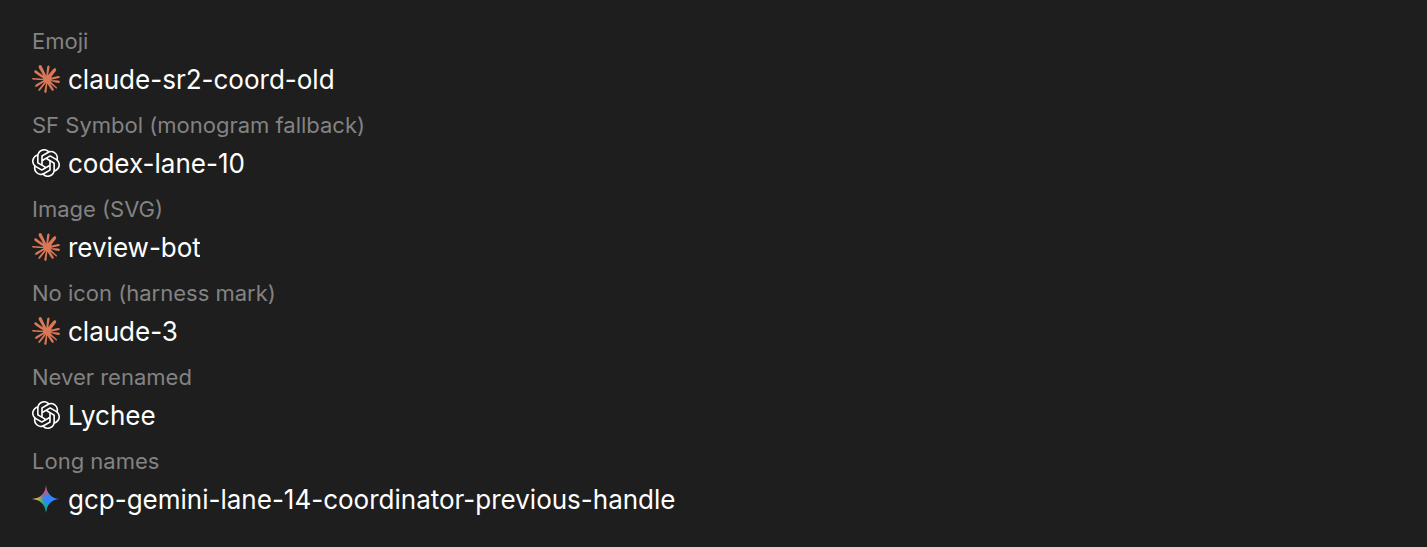 Emoji
claude-sr2-coord-old
SF Symbol (monogram fallback)
codex-lane-10
Image (SVG)
review-bot
No icon (harness mark)
claude-3
Never renamed
Lychee
Long names
gcp-gemini-lane-14-coordinator-previous-handle